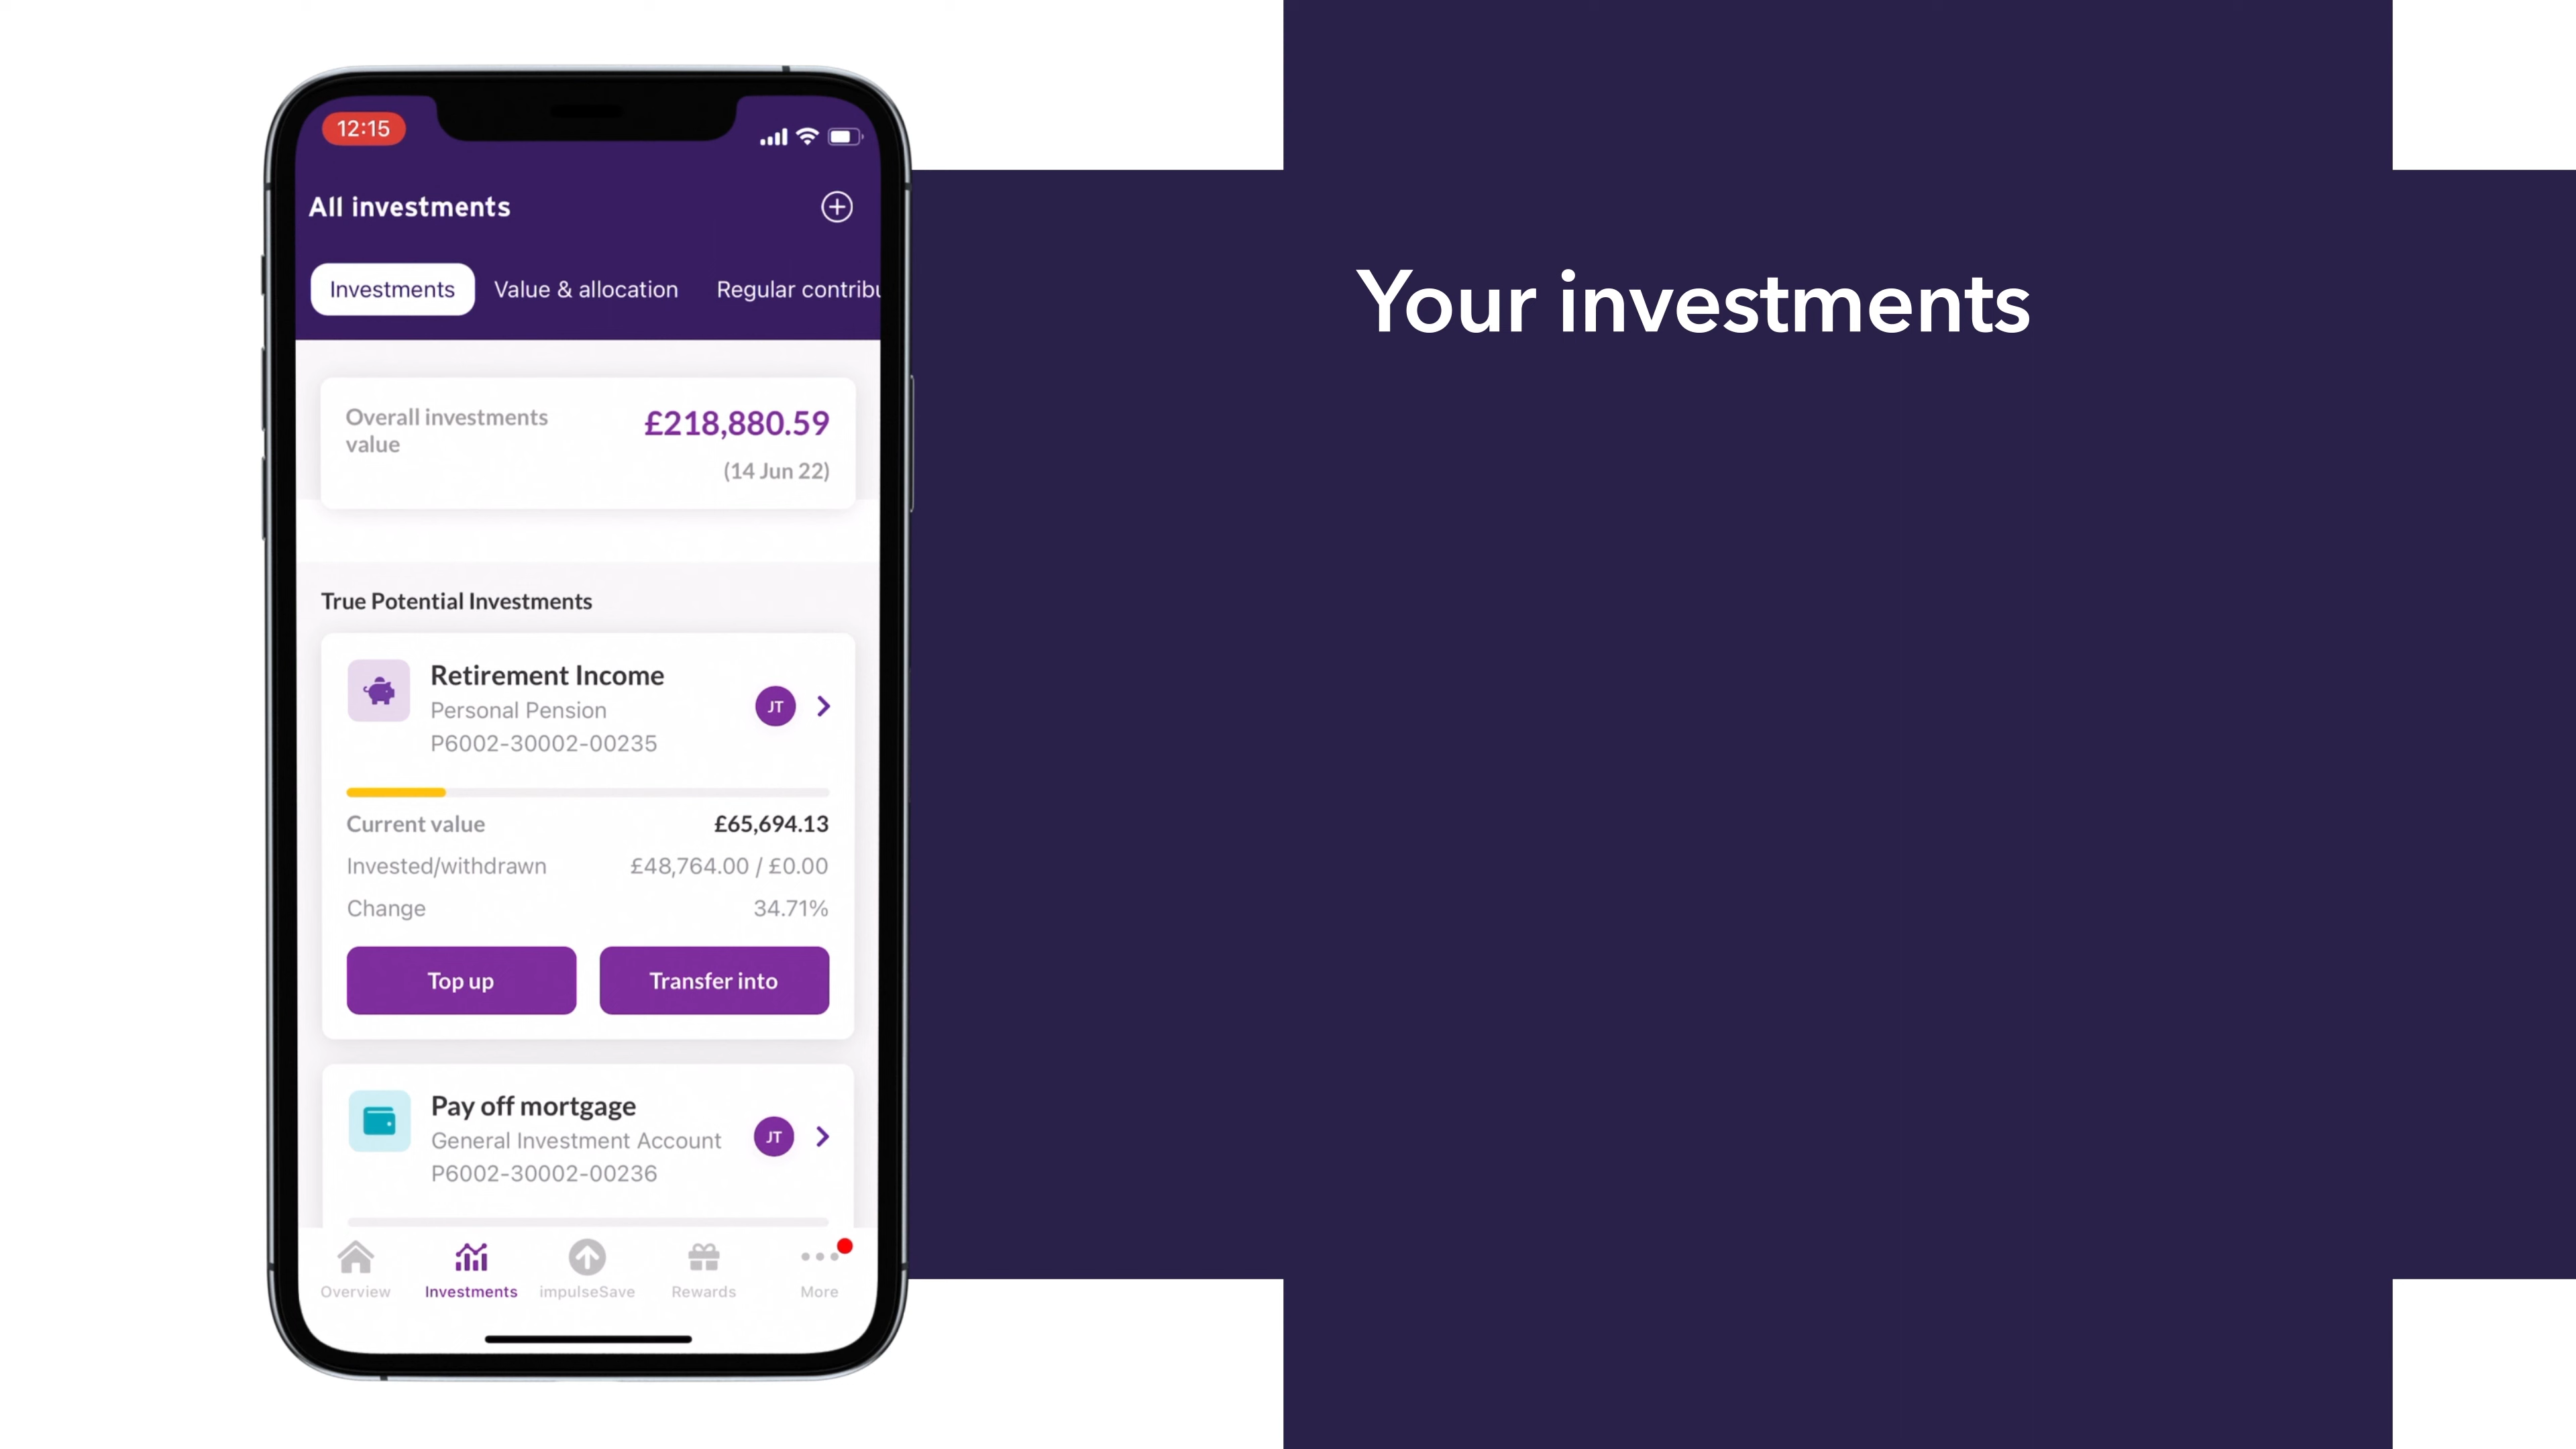 12:15
All investments
Investments Value & allocation Regular contribu
Overall investments
value
£218,880.59
(14 Jun 22)
True Potential Investments
Retirement Income
Personal Pension
P6002-30002-00235
JT
Current value £65,694.13
Invested/withdrawn £48,764.00 / £0.00
Change 34.71%
Top up Transfer into
Pay off mortgage
General Investment Account
P6002-30002-00236
JT
Overview Investments impulseSave Rewards More
Your investments